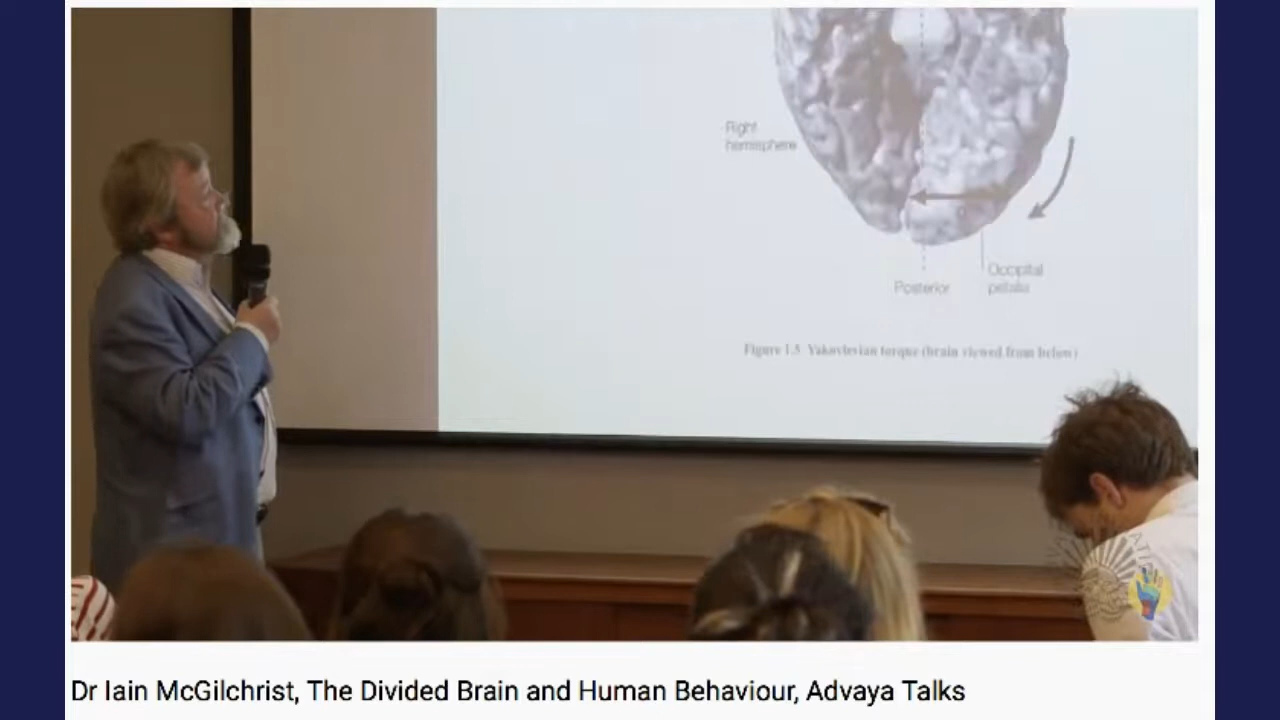 Right
hemisphere
Occipital
petalia
Posterior
Figure 1.5 Yakovlevian torque (brain viewed from below)
Dr Iain McGilchrist, The Divided Brain and Human Behaviour, Advaya Talks